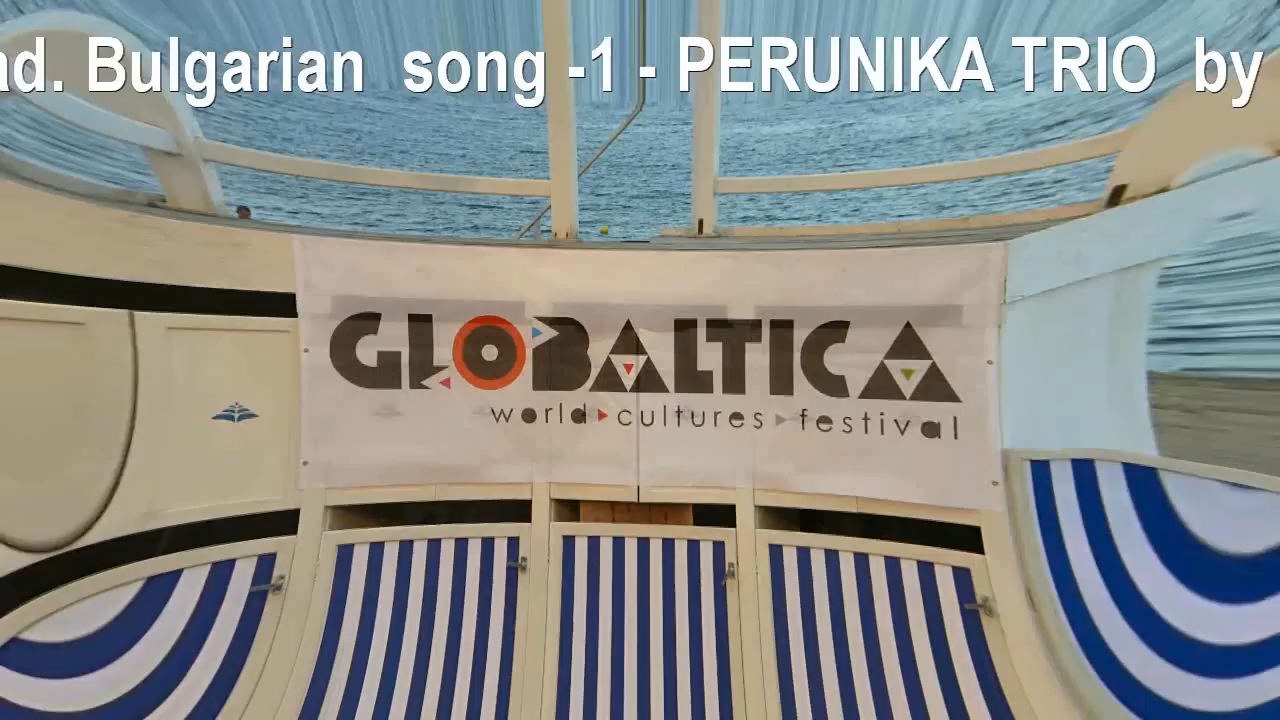 ad. Bulgarian song -1 - PERUNIKA TRIO by
GLOBALTICA
world cultures festival